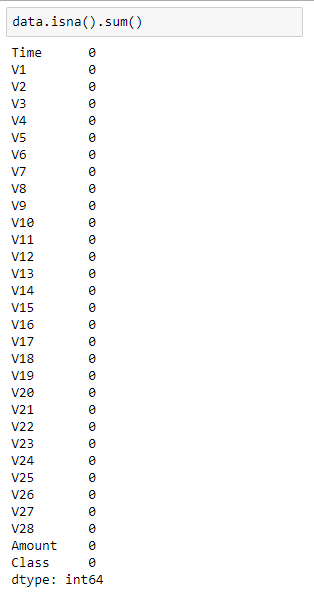 data.isna().sum()
Time 0
V1 0
V2 0
V3 0
V4 0
V5 0
V6 0
V7 0
V8 0
V9 0
V10 0
V11 0
V12 0
V13 0
V14 0
V15 0
V16 0
V17 0
V18 0
V19 0
V20 0
V21 0
V22 0
V23 0
V24 0
V25 0
V26 0
V27 0
V28 0
Amount 0
Class 0
dtype: int64